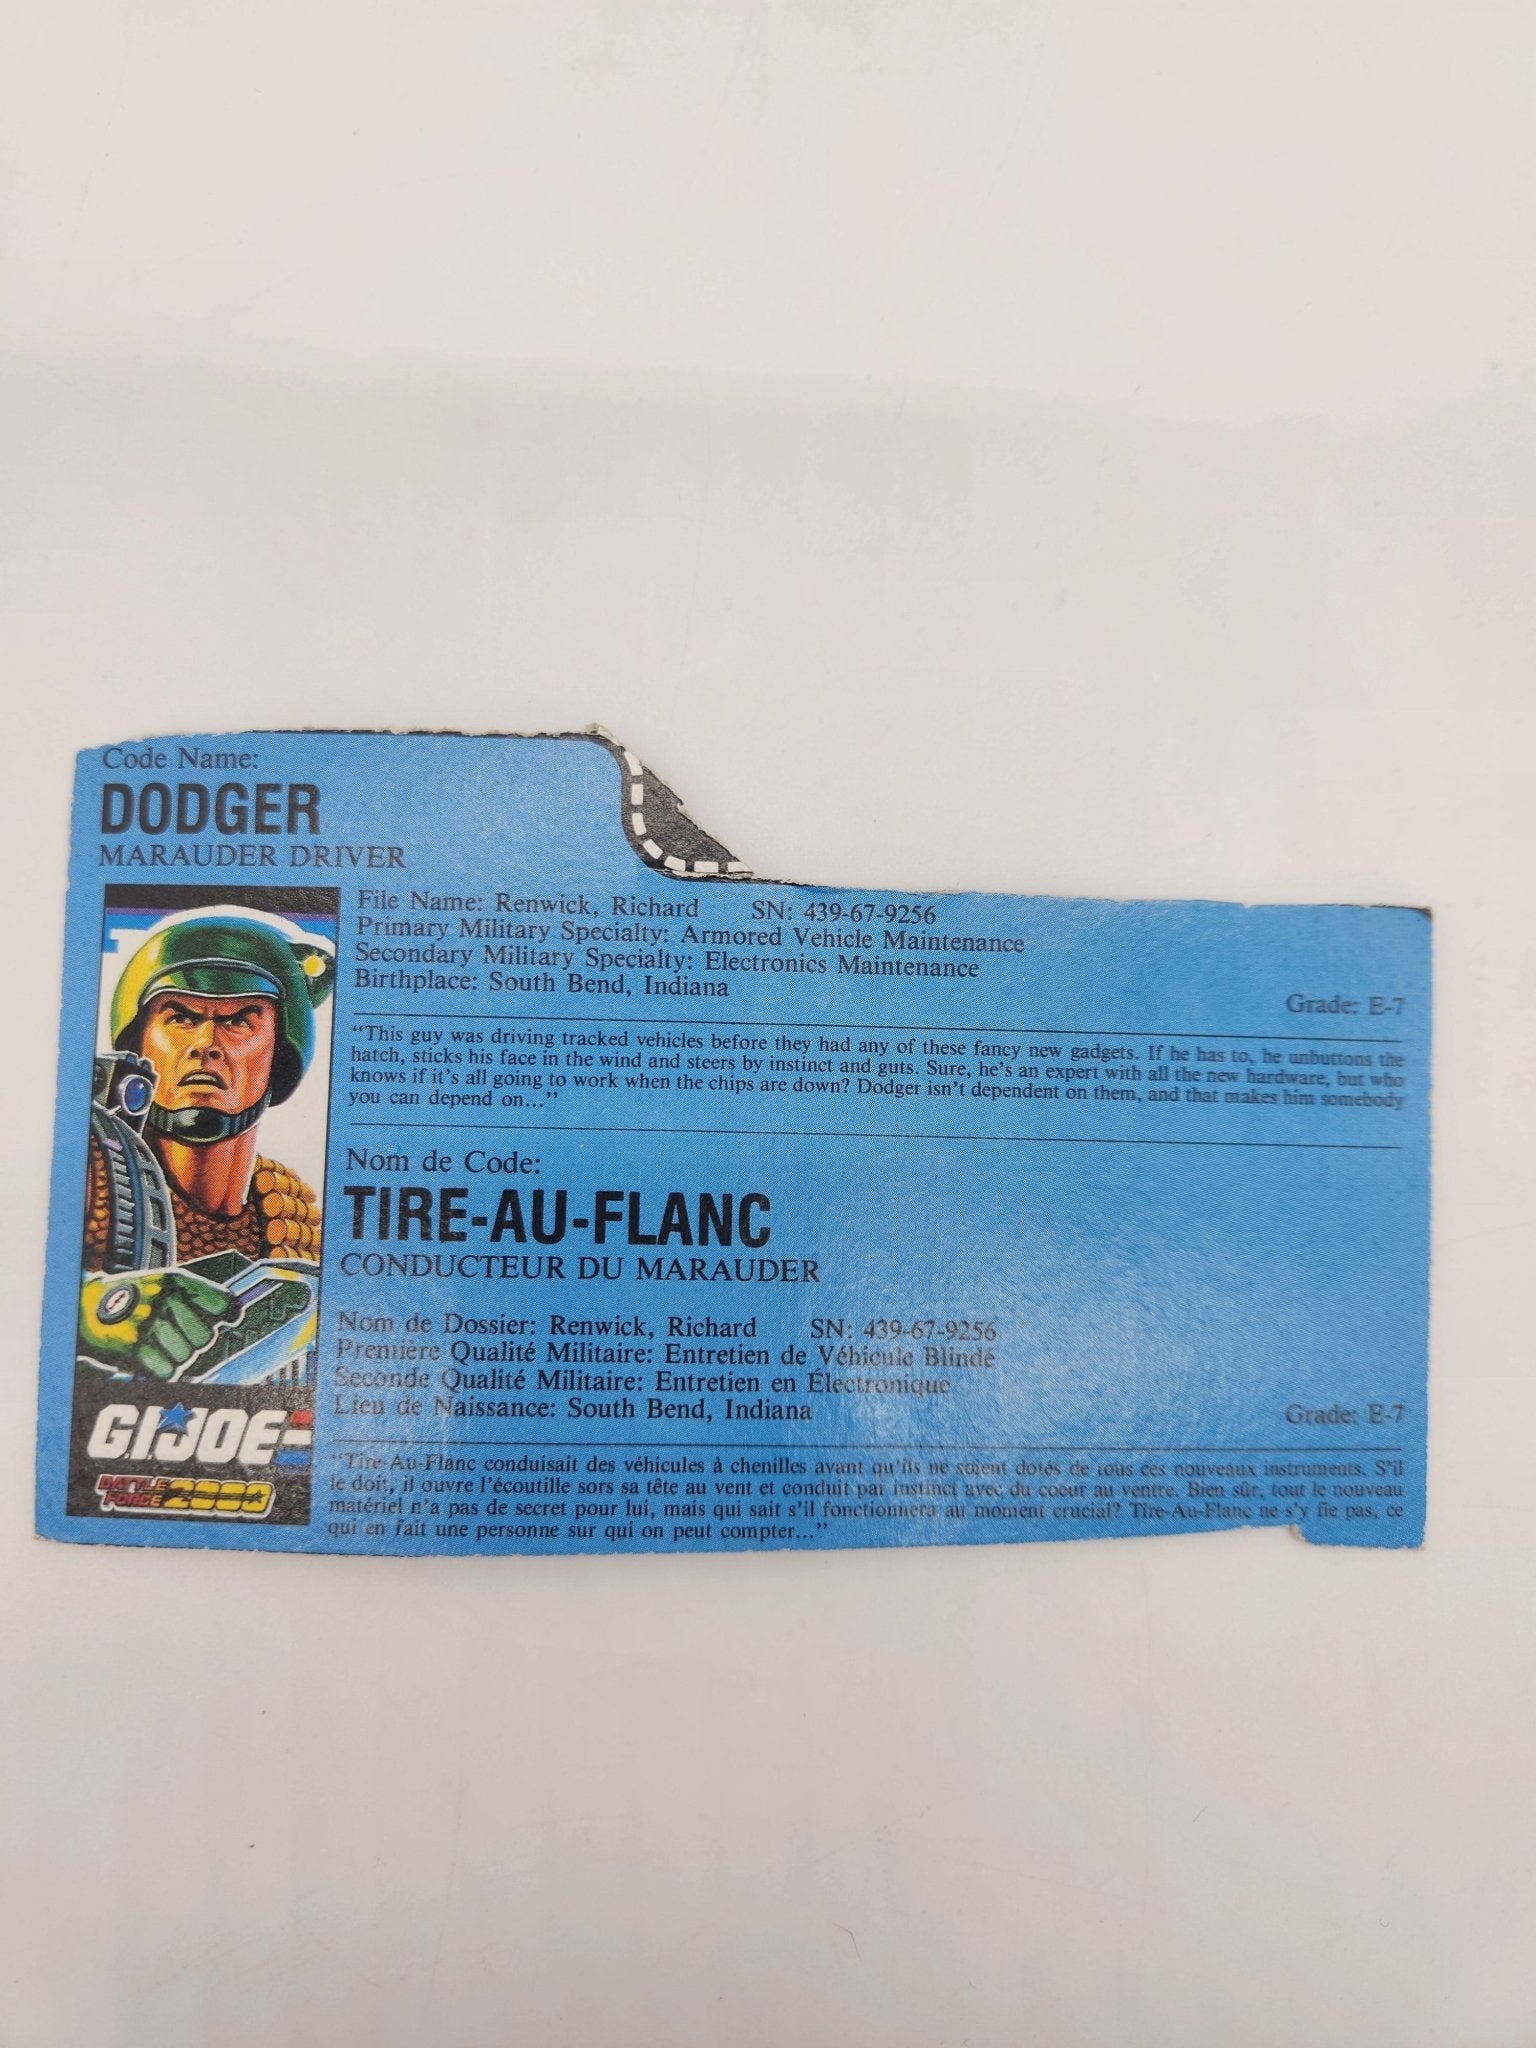 Code Name:
DODGER
MARAUDER DRIVER
File Name: Renwick, Richard SN: 439-67-9256
Primary Military Specialty: Armored Vehicle Maintenance
Secondary Military Specialty: Electronics Maintenance
Birthplace: South Bend, Indiana
Grade: E-7
"This guy was driving tracked vehicles before they had any of these fancy new gadgets. If he has to, he unbuttons the
hatch, sticks his face in the wind and steers by instinct and guts. Sure, he's an expert with all the new hardware, but who
knows if it's all going to work when the chips are down? Dodger isn't dependent on them, and that makes him somebody
you can depend on..."
Nom de Code:
TIRE-AU-FLANC
CONDUCTEUR DU MARAUDER
Nom de Dossier: Renwick, Richard SN: 439-67-9256
Première Qualité Militaire: Entretien de Véhicule Blindé
Seconde Qualité Militaire: Entretien en Électronique
Lieu de Naissance: South Bend, Indiana
Grade: E-7
"Tire-Au-Flanc conduisait des véhicules à chenilles avant qu'ils ne soient dotés de tous ces nouveaux instruments. S'il
le doit, il ouvre l'écoutille sors sa tête au vent et conduit par instinct avec du coeur au ventre. Bien sûr, tout le nouveau
matériel n'a pas de secret pour lui, mais qui sait s'il fonctionnera au moment crucial? Tire-Au-Flanc ne s'y fie pas, ce
qui en fait une personne sur qui on peut compter..."
G.I. JOE
BATTLE
FORCE 2000